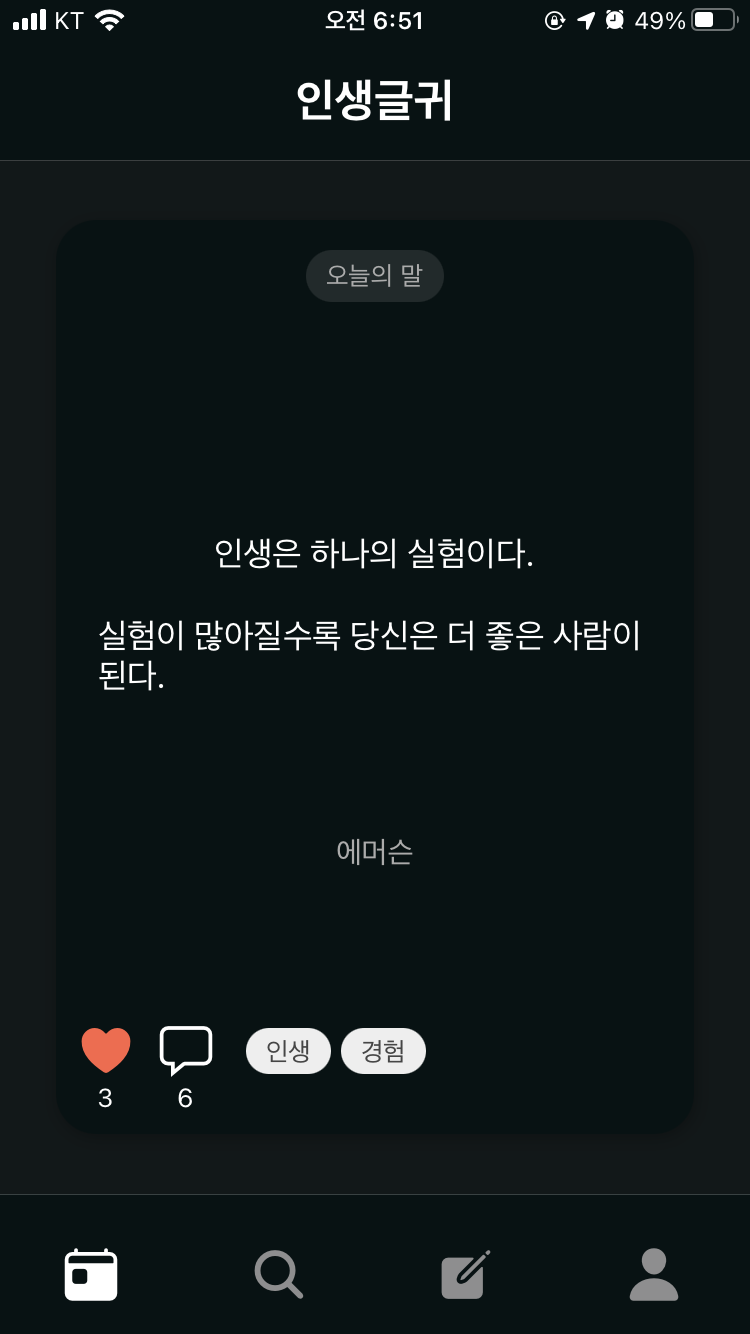 KT 오전 6:51 49%
인생글귀
오늘의 말
인생은 하나의 실험이다.
실험이 많아질수록 당신은 더 좋은 사람이
된다.
에머슨
인생 경험
3 6